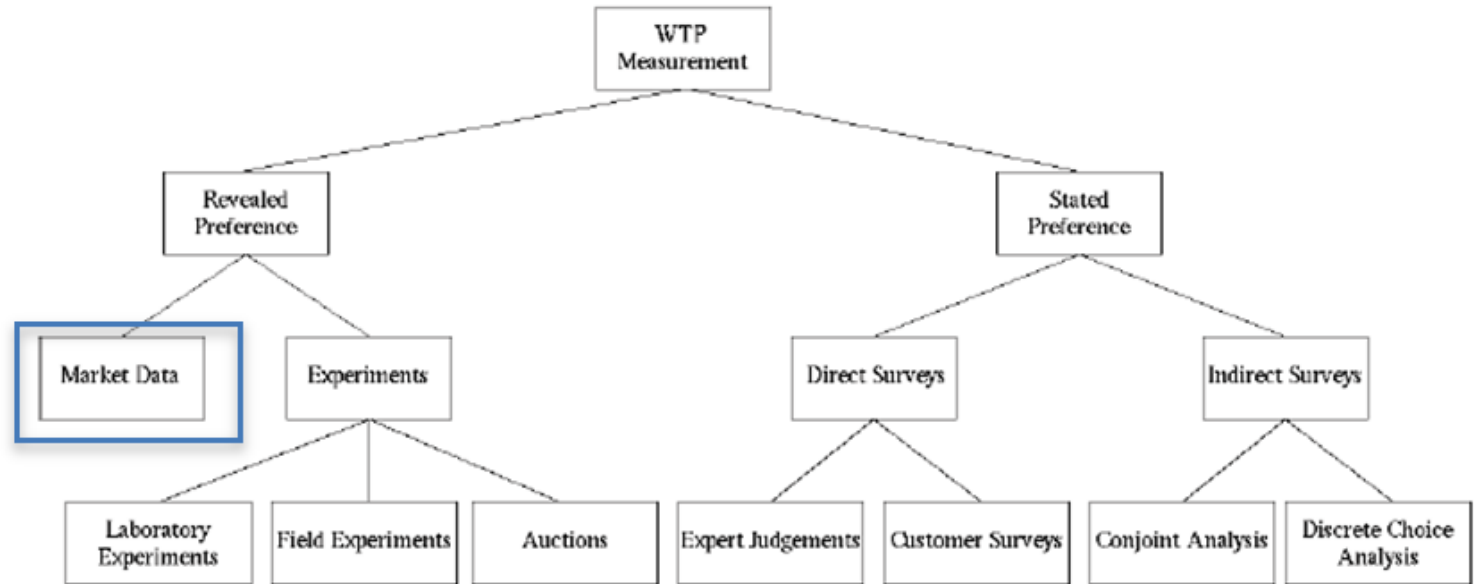 WTP
Measurement
Revealed
Preference
Stated
Preference
Market Data
Experiments
Direct Surveys
Indirect Surveys
Laboratory
Experiments
Field Experiments
Auctions
Expert Judgements
Customer Surveys
Conjoint Analysis
Discrete Choice
Analysis